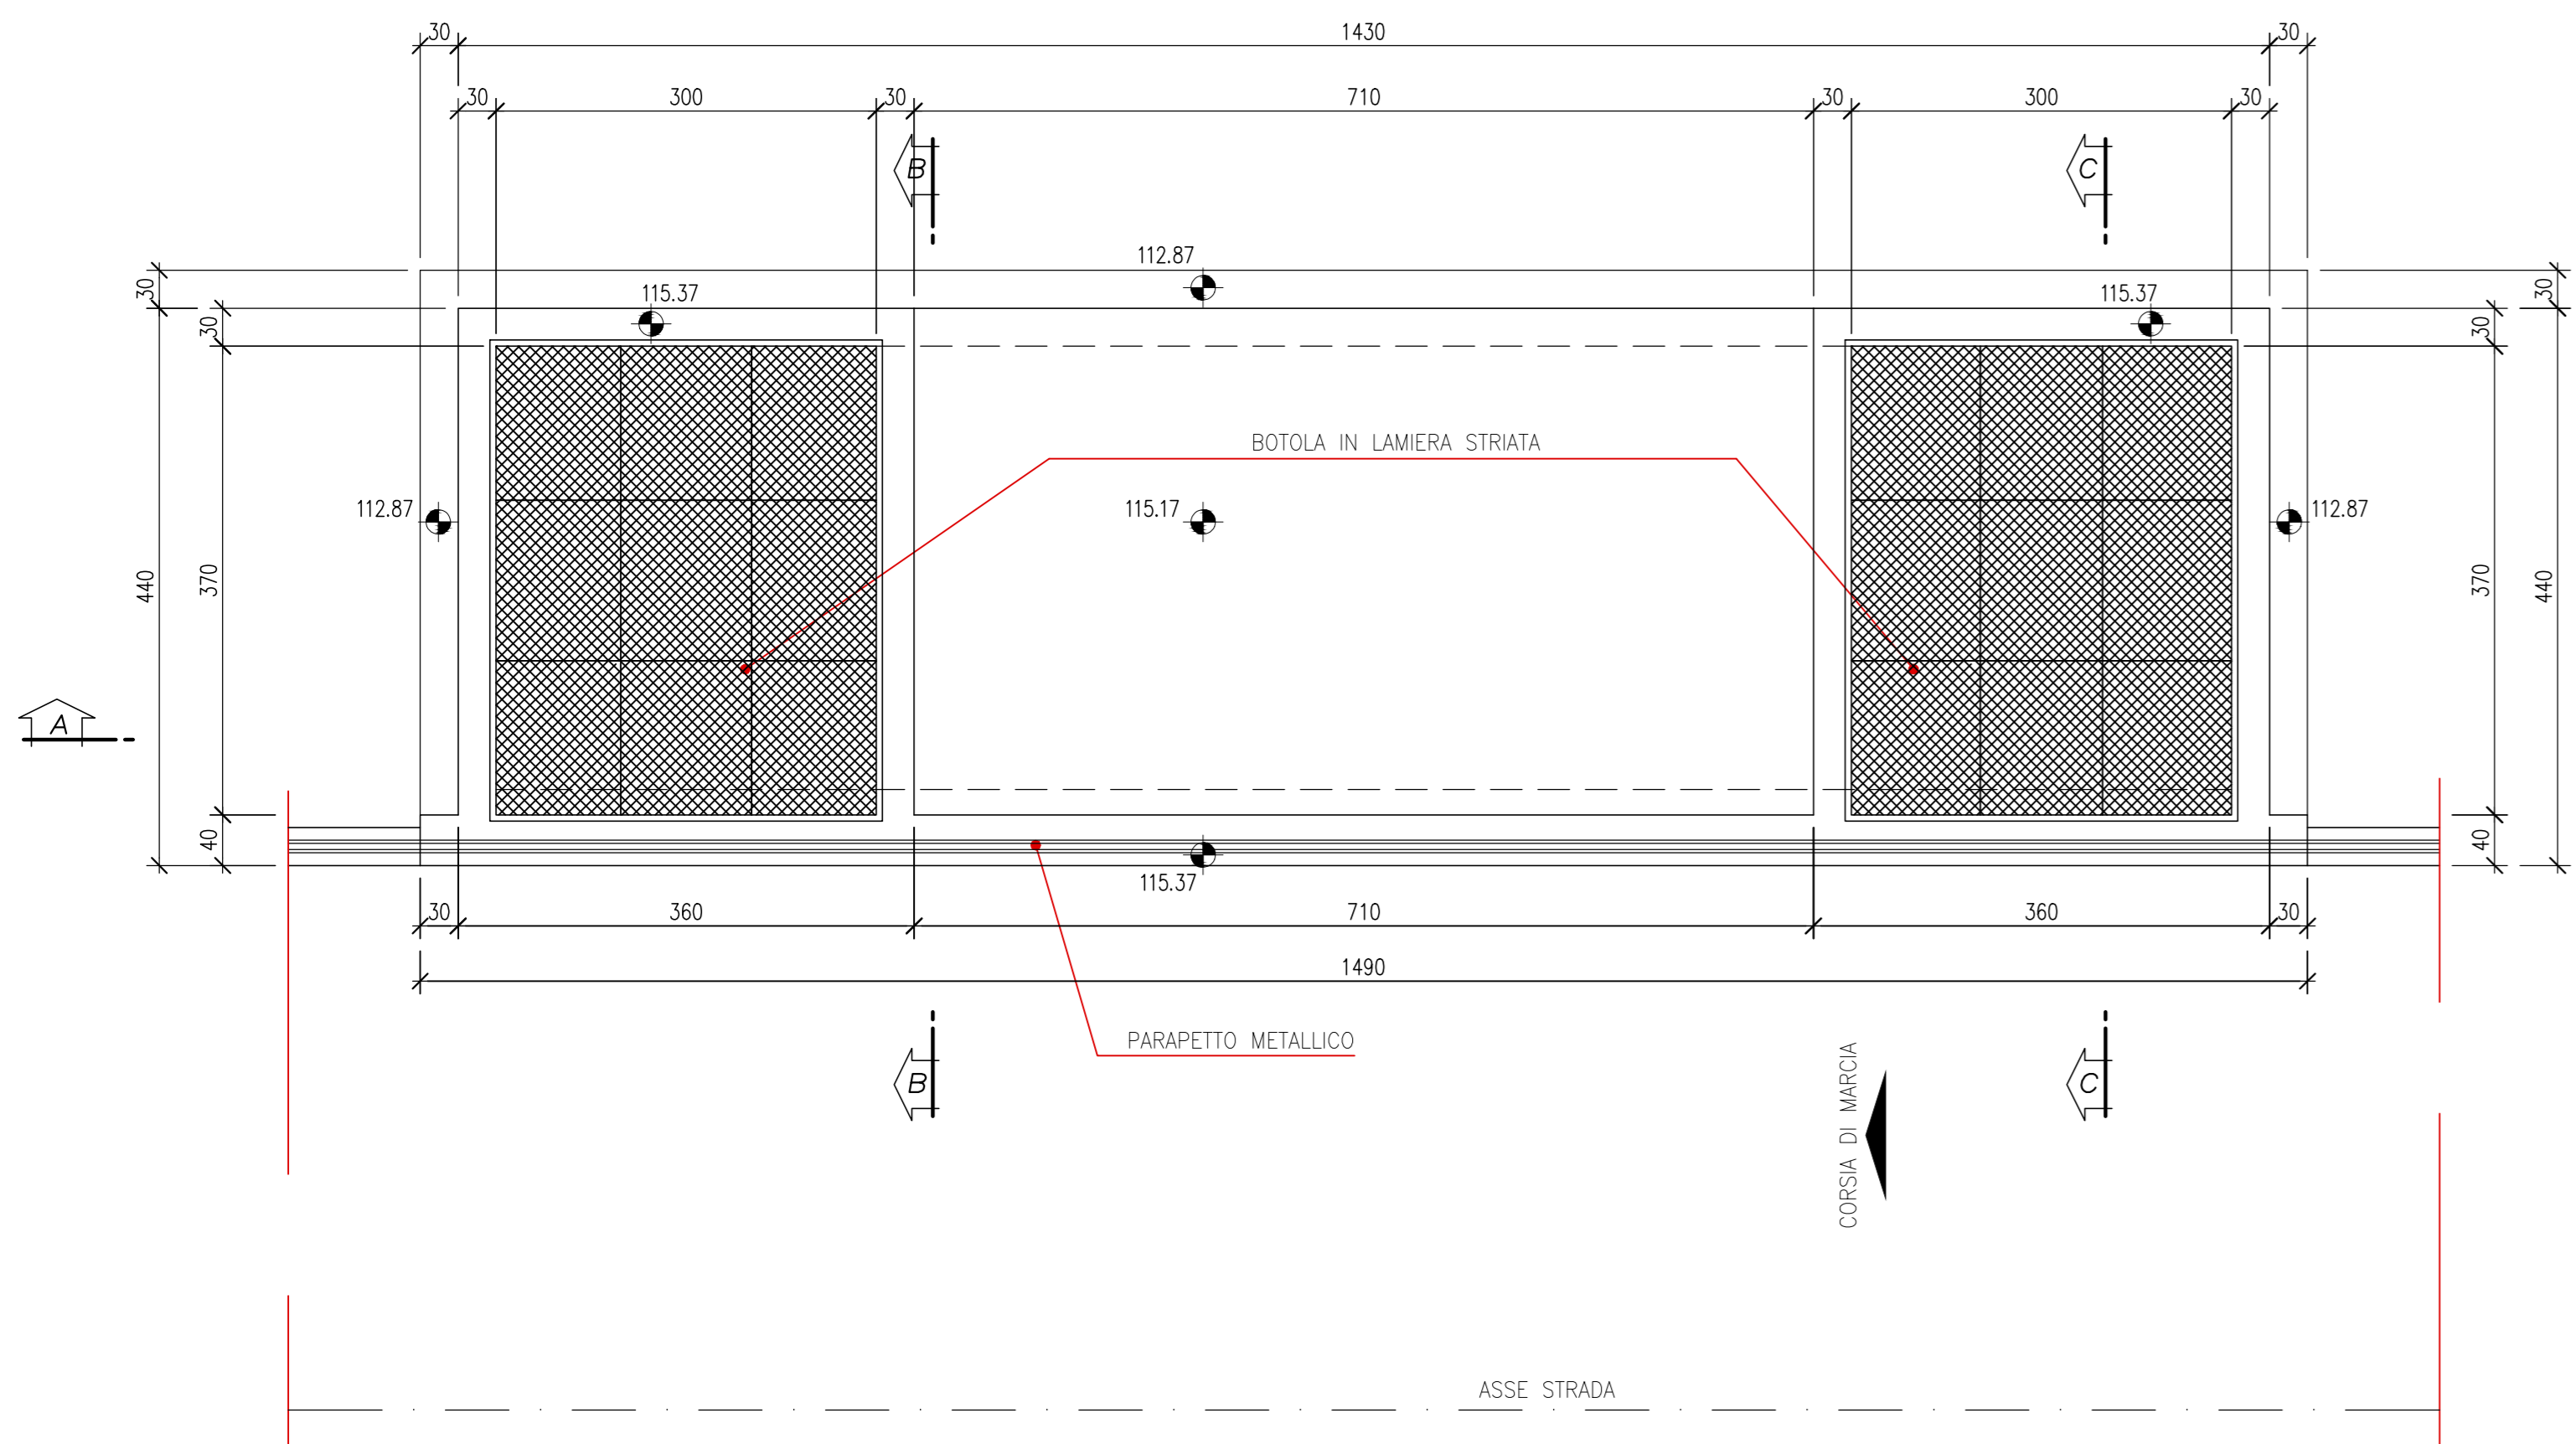 30 1430 30
30 300 30 710 30 300 30
B C
112.87
115.37 115.37
30 30
30 30
BOTOLA IN LAMIERA STRIATA
112.87 115.17 112.87
440 370 370 440
A
40 40
115.37
30 360 710 360 30
1490
PARAPETTO METALLICO
B C
CORSIA DI MARCIA
ASSE STRADA